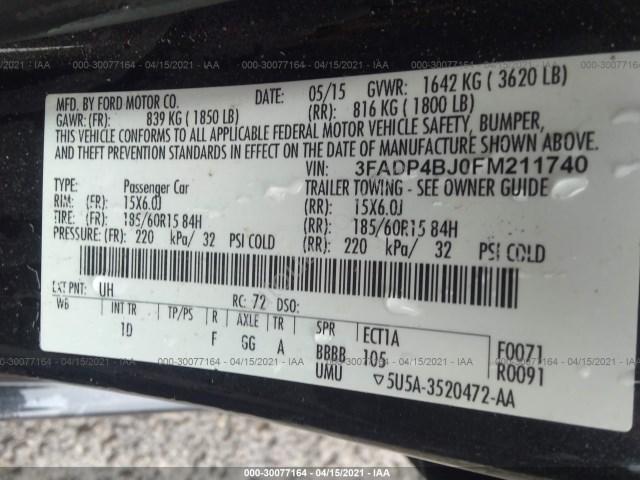 000-30077164 - 04/15/2021 - IAA
MFD. BY FORD MOTOR CO. DATE: 05/15 GVWR: 1642 KG ( 3620 LB)
GAWR: (FR): 839 KG ( 1850 LB) (RR): 816 KG ( 1800 LB)
THIS VEHICLE CONFORMS TO ALL APPLICABLE FEDERAL MOTOR VEHICLE SAFETY, BUMPER,
AND THEFT PREVENTION STANDARDS IN EFFECT ON THE DATE OF MANUFACTURE SHOWN ABOVE.
VIN: 3FADP4BJ0FM211740
TYPE: Passenger Car TRAILER TOWING - SEE OWNER GUIDE
RIM: (FR): 15X6.0J (RR): 15X6.0J
TIRE: (FR): 185/60R15 84H (RR): 185/60R15 84H
PRESSURE: (FR): 220 kPa/ 32 PSI COLD (RR): 220 kPa/ 32 PSI COLD
EXT PNT: UH RC: 72 DSO:
WB INT TR TP/PS R AXLE TR SPR ECT1A F0071
1D F GG A BBBB 105 R0091
UMU ▽5U5A-3520472-AA
000-30077164 - 04/15/2021 - IAA